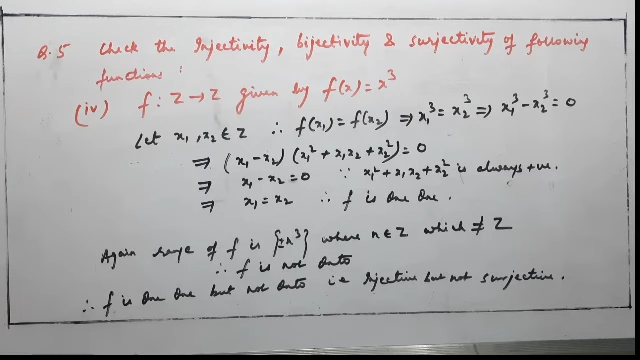 Q.5 Check the Injectivity, bijectivity & surjectivity of following
functions:
(iv) f: Z → Z given by f(x) = x³
Let x₁, x₂ ∈ Z ∴ f(x₁) = f(x₂) ⇒ x₁³ = x₂³ ⇒ x₁³ - x₂³ = 0
⇒ (x₁ - x₂) (x₁² + x₁x₂ + x₂²) = 0
⇒ x₁ - x₂ = 0 ∵ x₁² + x₁x₂ + x₂² is always +ve.
⇒ x₁ = x₂ ∴ f is one one.
Again range of f is {±n³} where n ∈ Z which ≠ Z
∴ f is not onto
∴ f is one one but not onto i.e injective but not surjective.